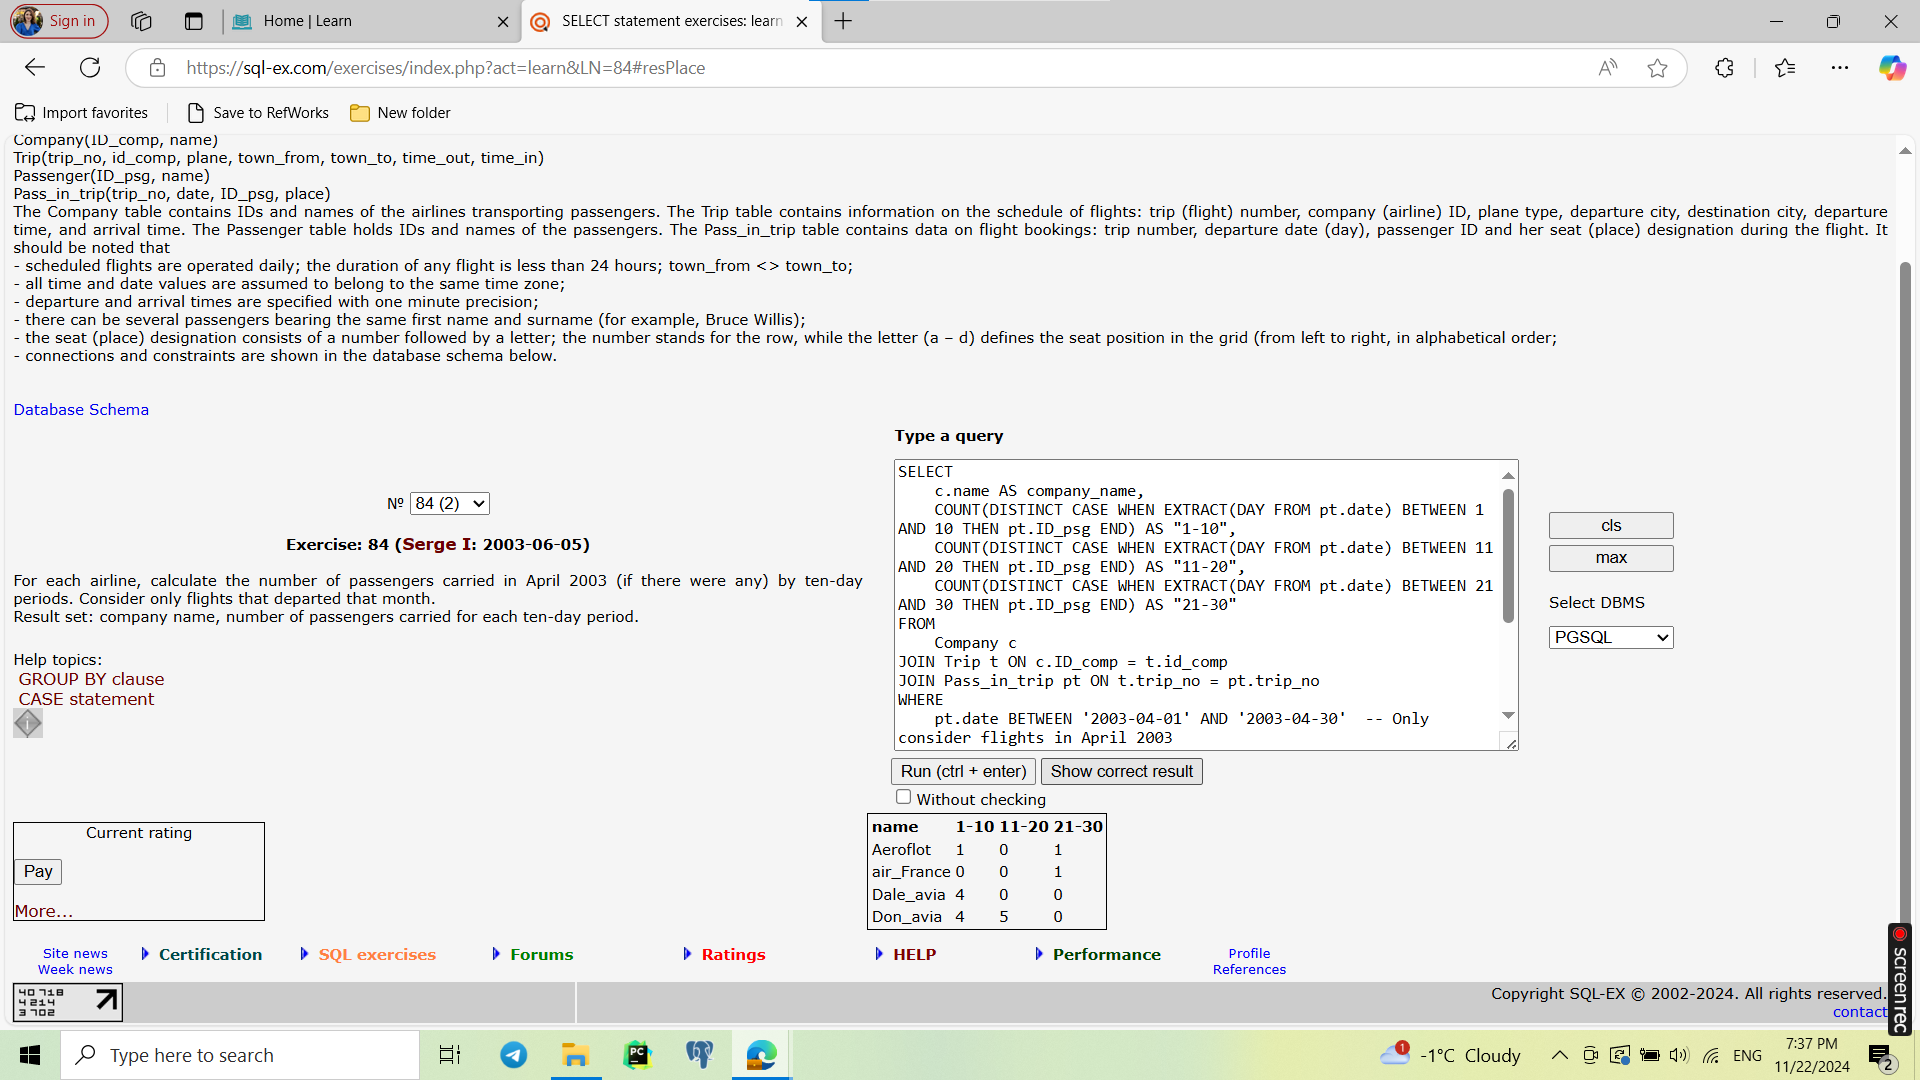 Sign in
Home | Learn
SELECT statement exercises: learn
https://sql-ex.com/exercises/index.php?act=learn&LN=84#resPlace
Import favorites
Save to RefWorks
New folder
Company(ID_comp, name)
Trip(trip_no, id_comp, plane, town_from, town_to, time_out, time_in)
Passenger(ID_psg, name)
Pass_in_trip(trip_no, date, ID_psg, place)
The Company table contains IDs and names of the airlines transporting passengers. The Trip table contains information on the schedule of flights: trip (flight) number, company (airline) ID, plane type, departure city, destination city, departure
time, and arrival time. The Passenger table holds IDs and names of the passengers. The Pass_in_trip table contains data on flight bookings: trip number, departure date (day), passenger ID and her seat (place) designation during the flight. It
should be noted that
- scheduled flights are operated daily; the duration of any flight is less than 24 hours; town_from <> town_to;
- all time and date values are assumed to belong to the same time zone;
- departure and arrival times are specified with one minute precision;
- there can be several passengers bearing the same first name and surname (for example, Bruce Willis);
- the seat (place) designation consists of a number followed by a letter; the number stands for the row, while the letter (a – d) defines the seat position in the grid (from left to right, in alphabetical order;
- connections and constraints are shown in the database schema below.
Database Schema
№ 84 (2)
Exercise: 84 (Serge I: 2003-06-05)
For each airline, calculate the number of passengers carried in April 2003 (if there were any) by ten-day
periods. Consider only flights that departed that month.
Result set: company name, number of passengers carried for each ten-day period.
Help topics:
GROUP BY clause
CASE statement
Type a query
SELECT
c.name AS company_name,
COUNT(DISTINCT CASE WHEN EXTRACT(DAY FROM pt.date) BETWEEN 1
AND 10 THEN pt.ID_psg END) AS "1-10",
COUNT(DISTINCT CASE WHEN EXTRACT(DAY FROM pt.date) BETWEEN 11
AND 20 THEN pt.ID_psg END) AS "11-20",
COUNT(DISTINCT CASE WHEN EXTRACT(DAY FROM pt.date) BETWEEN 21
AND 30 THEN pt.ID_psg END) AS "21-30"
FROM
Company c
JOIN Trip t ON c.ID_comp = t.id_comp
JOIN Pass_in_trip pt ON t.trip_no = pt.trip_no
WHERE
pt.date BETWEEN '2003-04-01' AND '2003-04-30'  -- Only
consider flights in April 2003
cls
max
Select DBMS
PGSQL
Run (ctrl + enter)
Show correct result
Without checking
name 1-10 11-20 21-30
Aeroflot 1 0 1
air_France 0 0 1
Dale_avia 4 0 0
Don_avia 4 5 0
Current rating
Pay
More...
Site news
Week news
Certification
SQL exercises
Forums
Ratings
HELP
Performance
Profile
References
40 718
4 214
3 702
Copyright SQL-EX © 2002-2024. All rights reserved.
contact
screenrec
Type here to search
PC
1
-1°C Cloudy
ENG
7:37 PM
11/22/2024
2